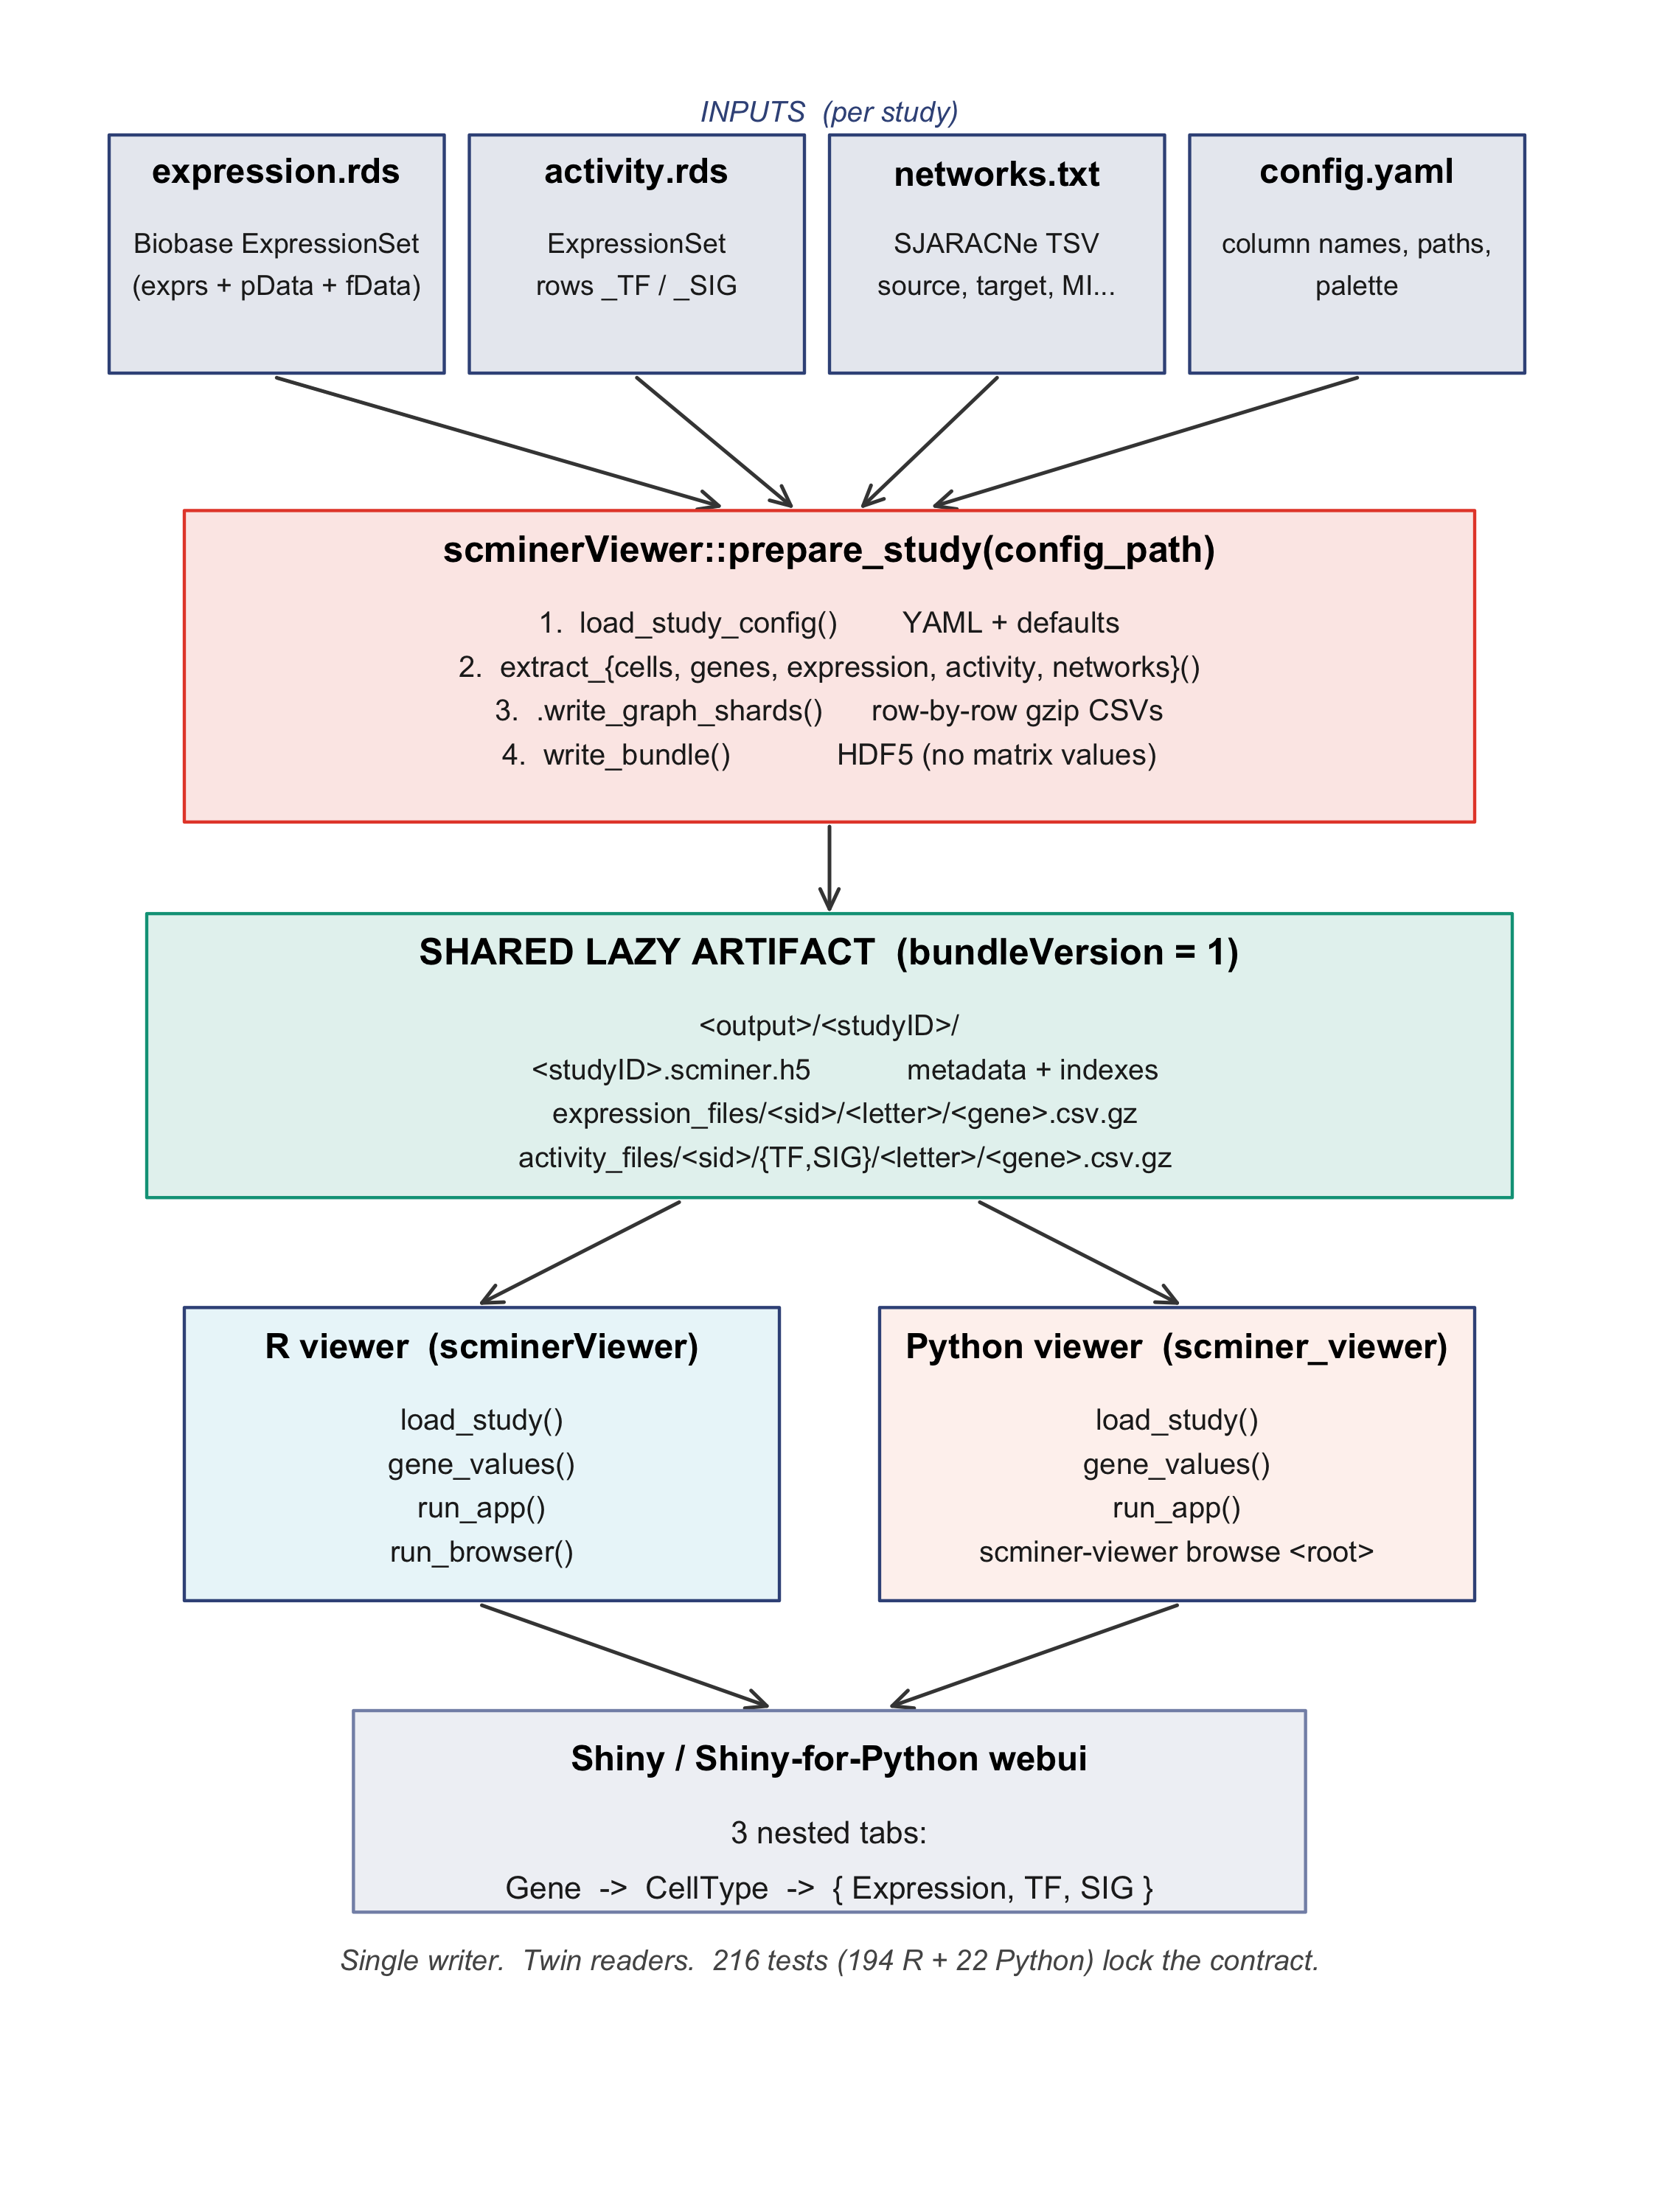 INPUTS (per study)
expression.rds
Biobase ExpressionSet
(exprs + pData + fData)
activity.rds
ExpressionSet
rows _TF / _SIG
networks.txt
SJARACNe TSV
source, target, MI...
config.yaml
column names, paths,
palette
scminerViewer::prepare_study(config_path)
1. load_study_config() YAML + defaults
2. extract_{cells, genes, expression, activity, networks}()
3. .write_graph_shards() row-by-row gzip CSVs
4. write_bundle() HDF5 (no matrix values)
SHARED LAZY ARTIFACT (bundleVersion = 1)
<output>/<studyID>/
<studyID>.scminer.h5 metadata + indexes
expression_files/<sid>/<letter>/<gene>.csv.gz
activity_files/<sid>/{TF,SIG}/<letter>/<gene>.csv.gz
R viewer (scminerViewer)
load_study()
gene_values()
run_app()
run_browser()
Python viewer (scminer_viewer)
load_study()
gene_values()
run_app()
scminer-viewer browse <root>
Shiny / Shiny-for-Python webui
3 nested tabs:
Gene -> CellType -> { Expression, TF, SIG }
Single writer. Twin readers. 216 tests (194 R + 22 Python) lock the contract.